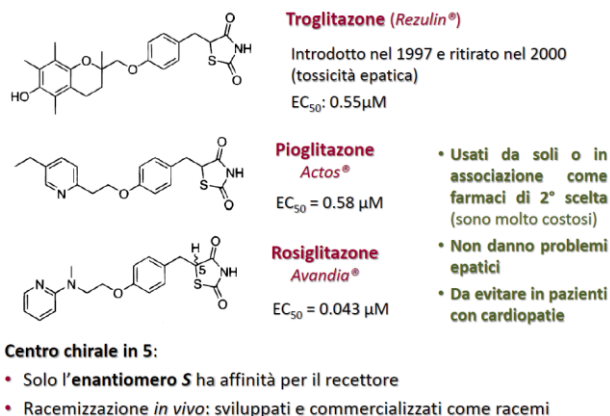 Troglitazone (Rezulin®)
Introdotto nel 1997 e ritirato nel 2000
(tossicità epatica)
EC50: 0.55μM
HO
O
O
O
NH
S
O
Pioglitazone
Actos®
EC50 = 0.58 μM
N
O
O
NH
S
O
Rosiglitazone
Avandia®
EC50 = 0.043 μM
N
N
O
H
5
O
NH
S
O
• Usati da soli o in
associazione come
farmaci di 2° scelta
(sono molto costosi)
• Non danno problemi
epatici
• Da evitare in pazienti
con cardiopatie
Centro chirale in 5:
• Solo l'enantiomero S ha affinità per il recettore
• Racemizzazione in vivo: sviluppati e commercializzati come racemi